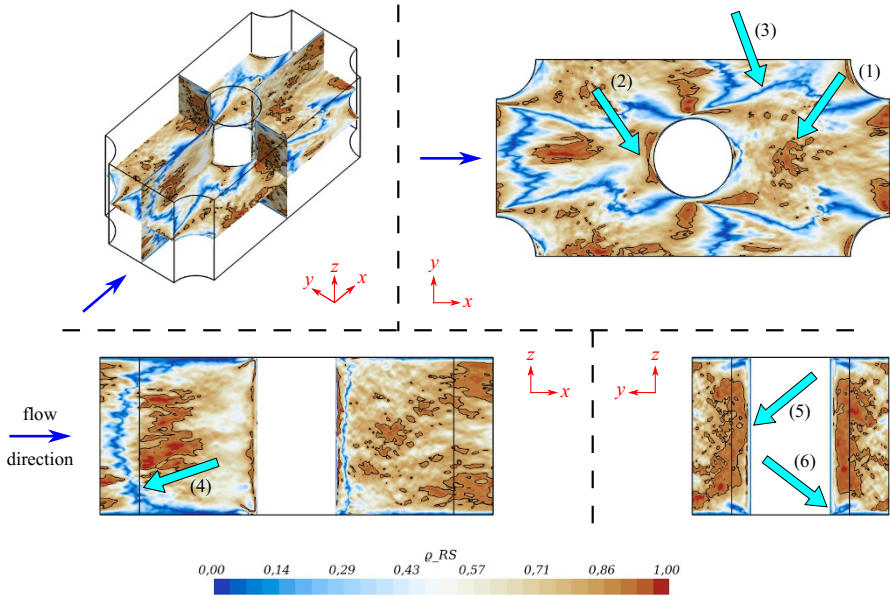 (3)
(1)
(2)
z
y
x
y
x
z
x
z
y
flow
direction
(4)
(5)
(6)
ϱ_RS
0,00 0,14 0,29 0,43 0,57 0,71 0,86 1,00